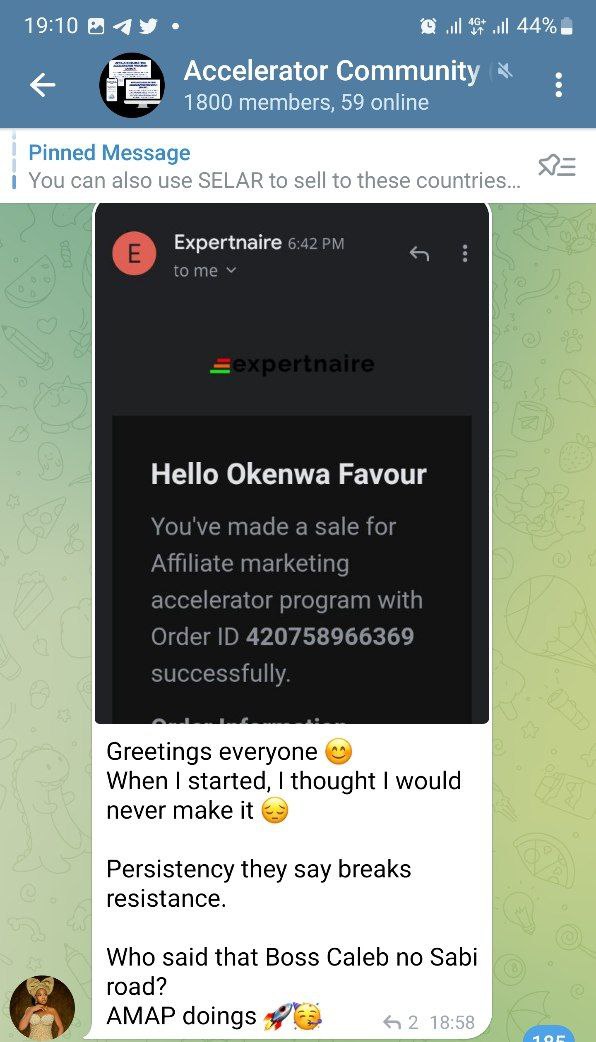 19:10 4G+ 44%
Accelerator Community
1800 members, 59 online
Pinned Message
You can also use SELAR to sell to these countries...
E
Expertnaire 6:42 PM
to me
expertnaire
Hello Okenwa Favour
You've made a sale for
Affiliate marketing
accelerator program with
Order ID 420758966369
successfully.
Order Information
Greetings everyone 😊
When I started, I thought I would
never make it 😔
Persistency they say breaks
resistance.
Who said that Boss Caleb no Sabi
road?
AMAP doings 🚀🥳
2 18:58
185